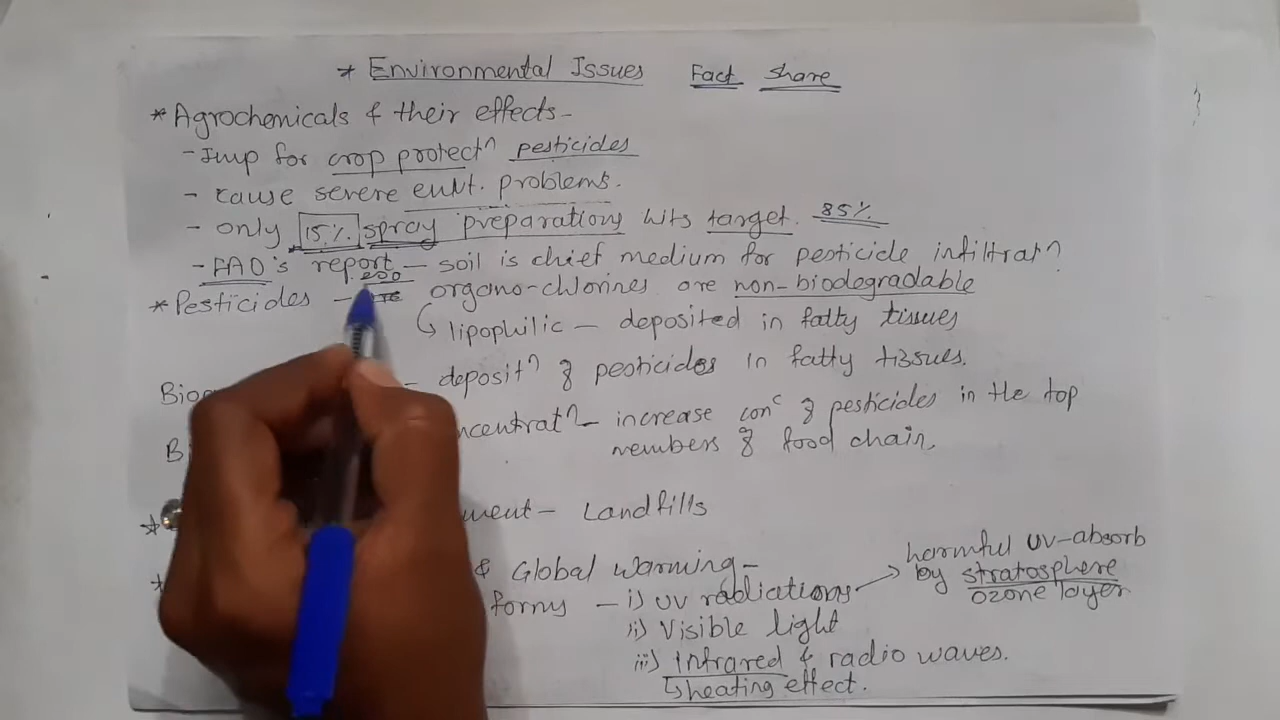 * Environmental Issues Fact share
* Agrochemicals & their effects -
- Imp for crop protectⁿ pesticides
- cause severe envt. problems.
- only 15% spray preparations hits target. 85%
- FAO's report - soil is chief medium for pesticide infiltratⁿ
* Pesticides - organo-chlorines are non-biodegradable
lipophilic - deposited in fatty tissues
- depositⁿ of pesticides in fatty tissues.
ncentratⁿ - increase conᶜ of pesticides in the top
members of food chain.
ment - Landfills
& Global Warming -
forms - i) UV radiations → harmful UV-absorb
by stratosphere
ozone layer
ii) Visible light
iii) Infrared & radio waves.
↳ heating effect.